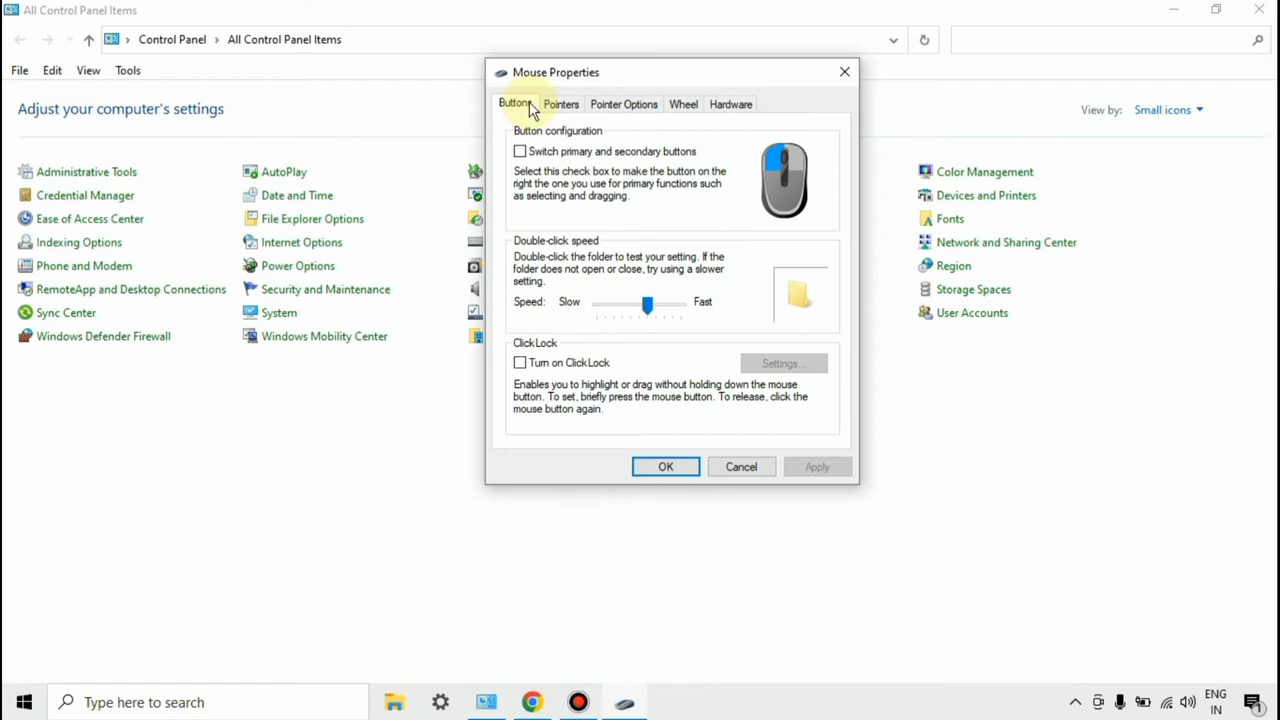 All Control Panel Items
Control Panel > All Control Panel Items
File Edit View Tools
Adjust your computer's settings
View by: Small icons
Administrative Tools
AutoPlay
Color Management
Credential Manager
Date and Time
Devices and Printers
Ease of Access Center
File Explorer Options
Fonts
Indexing Options
Internet Options
Network and Sharing Center
Phone and Modem
Power Options
Region
RemoteApp and Desktop Connections
Security and Maintenance
Storage Spaces
Sync Center
System
User Accounts
Windows Defender Firewall
Windows Mobility Center
Mouse Properties
Buttons Pointers Pointer Options Wheel Hardware
Button configuration
Switch primary and secondary buttons
Select this check box to make the button on the
right the one you use for primary functions such
as selecting and dragging.
Double-click speed
Double-click the folder to test your setting. If the
folder does not open or close, try using a slower
setting.
Speed: Slow Fast
ClickLock
Turn on ClickLock
Settings...
Enables you to highlight or drag without holding down the mouse
button. To set, briefly press the mouse button. To release, click the
mouse button again.
OK Cancel Apply
Type here to search
ENG
IN
1